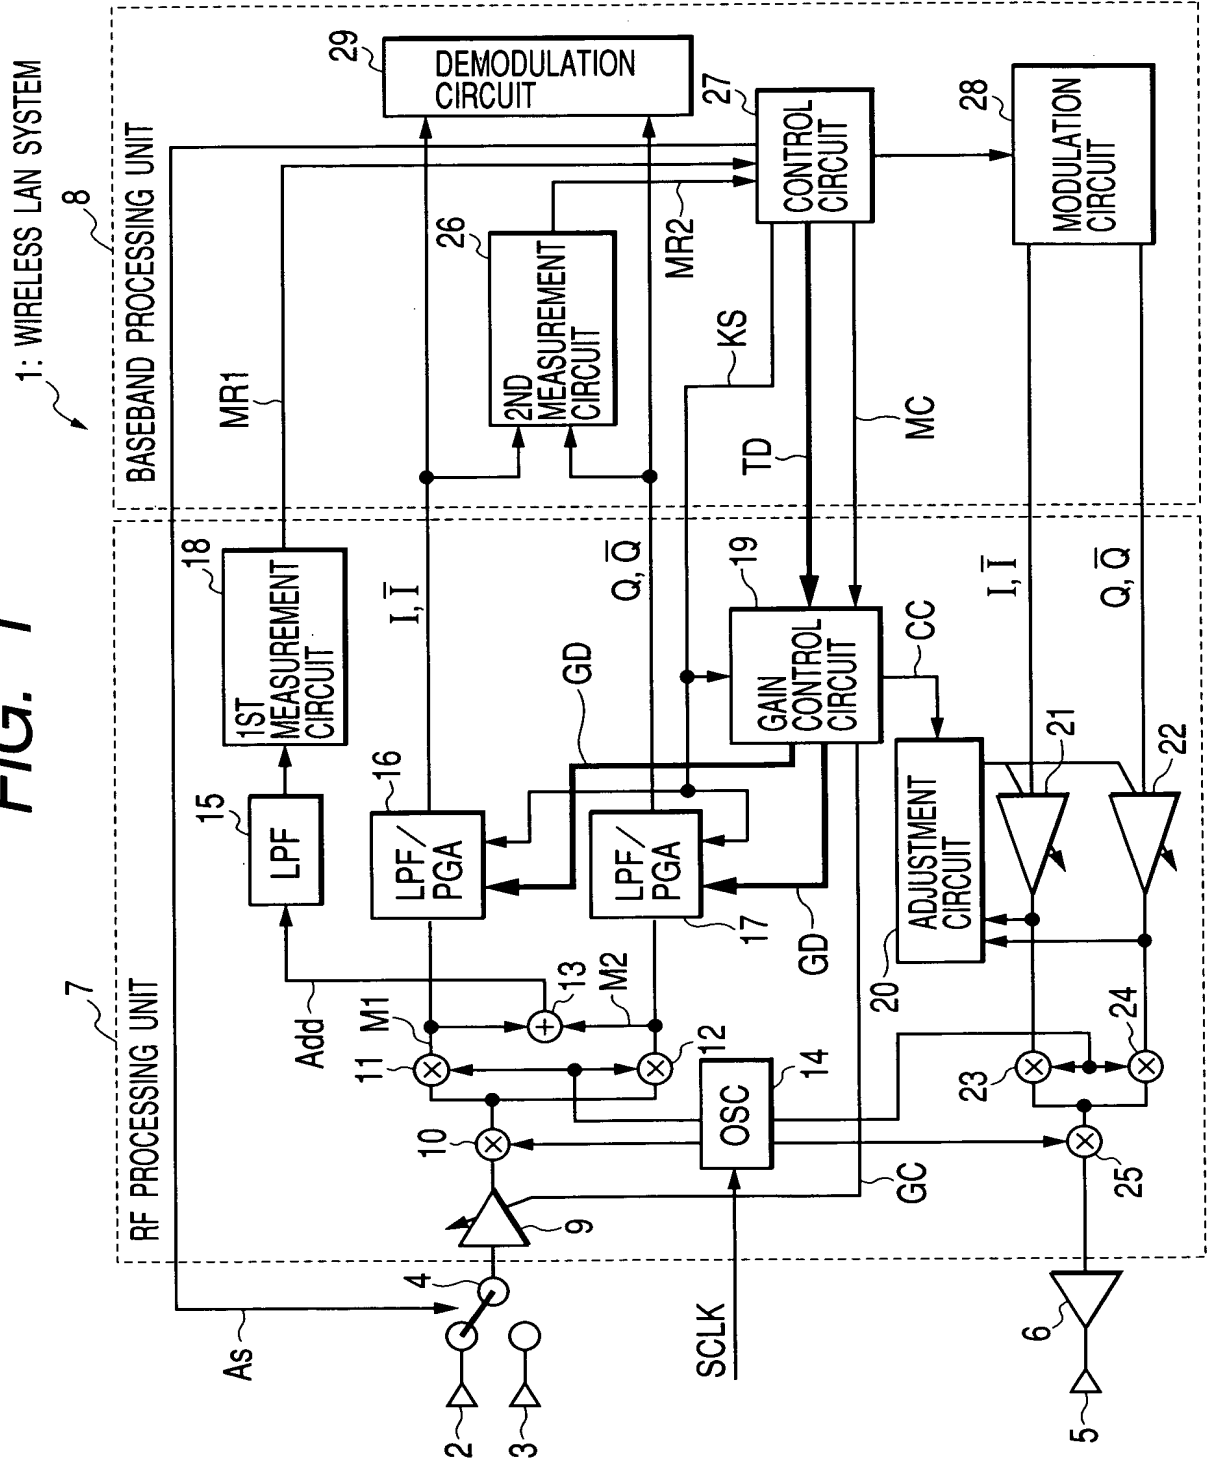 FIG. 1
1: WIRELESS LAN SYSTEM
7
RF PROCESSING UNIT
8
BASEBAND PROCESSING UNIT
As
Add
15
LPF
18
1ST
MEASUREMENT
CIRCUIT
MR1
29
DEMODULATION
CIRCUIT
2
3
4
9
10
11
M1
13
M2
12
16
LPF/
PGA
17
LPF/
PGA
I, I̅
Q, Q̅
GD
GD
26
2ND
MEASUREMENT
CIRCUIT
MR2
27
CONTROL
CIRCUIT
KS
TD
MC
19
GAIN
CONTROL
CIRCUIT
CC
SCLK
OSC
14
GC
20
ADJUSTMENT
CIRCUIT
28
MODULATION
CIRCUIT
I, I̅
Q, Q̅
21
22
23
24
25
6
5